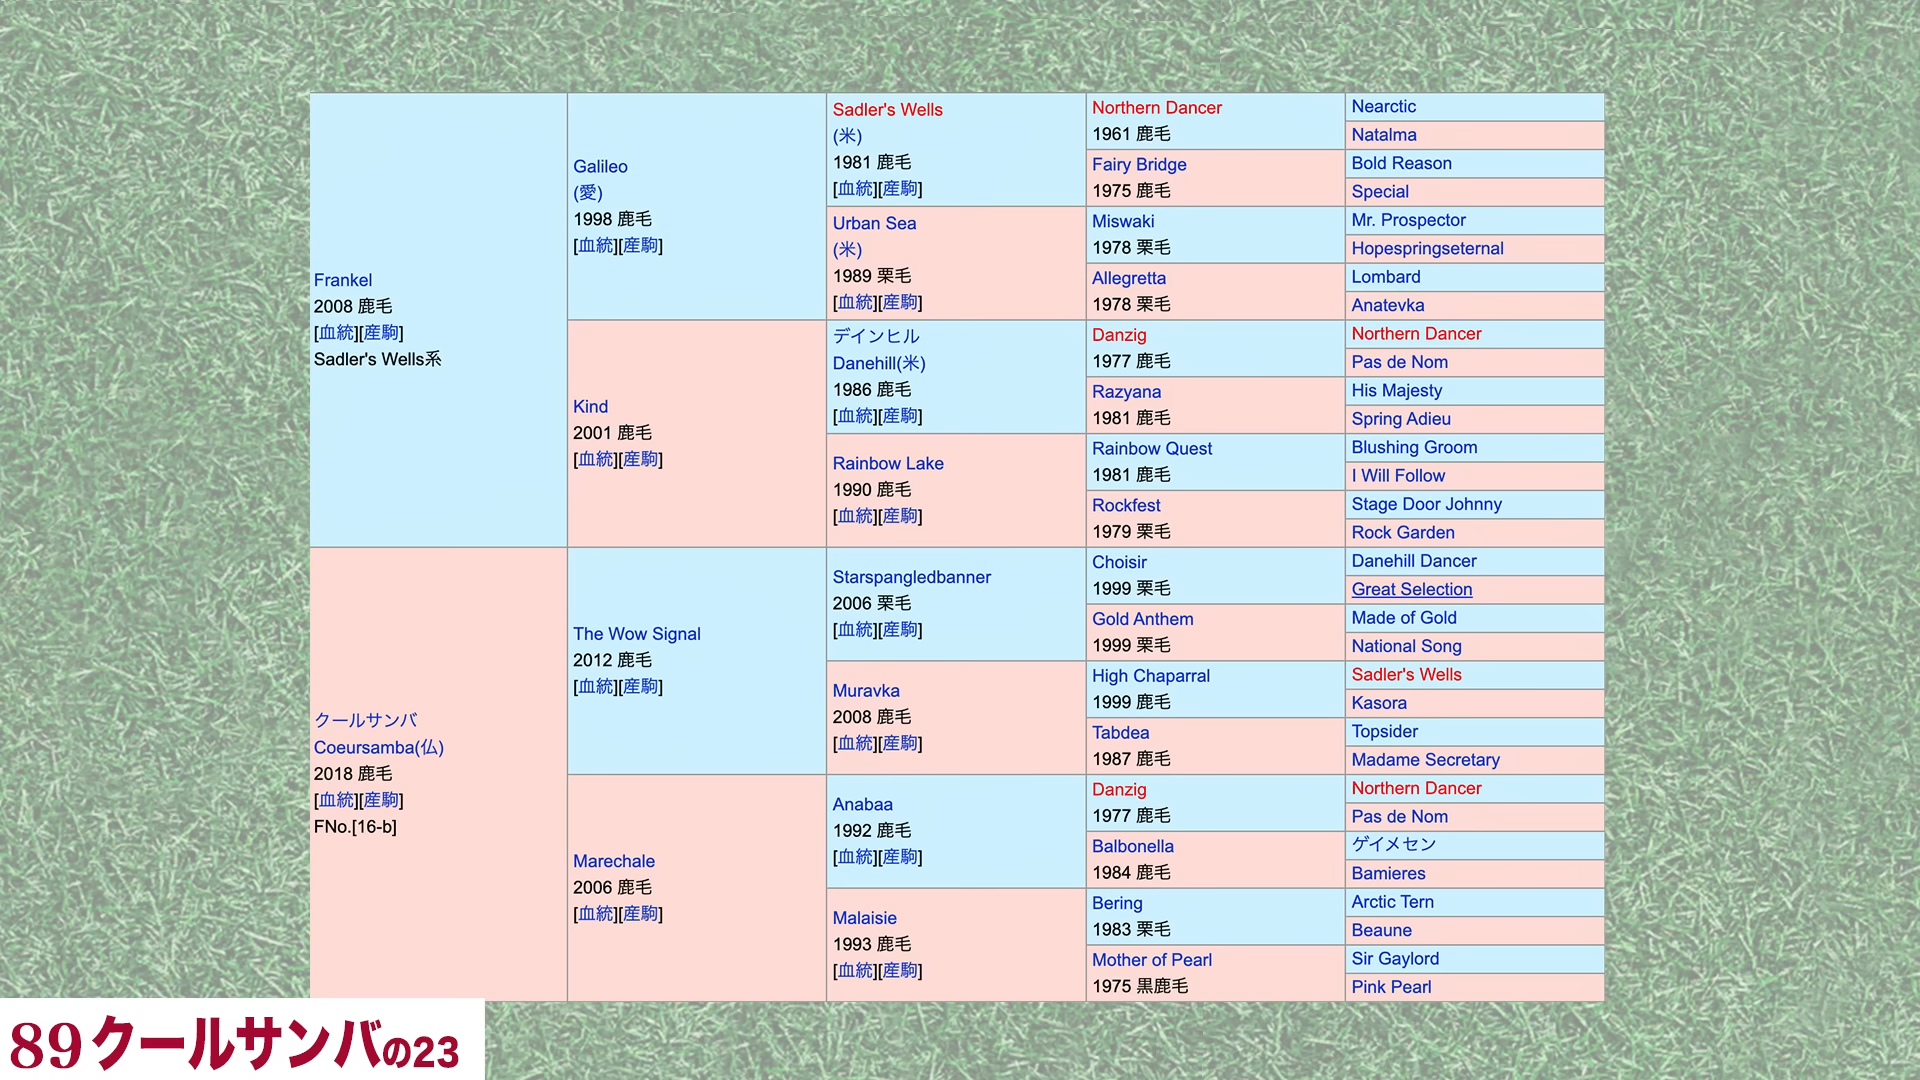 Frankel
2008 鹿毛
[血統][産駒]
Sadler's Wells系
クールサンバ
Coeursamba(仏)
2018 鹿毛
[血統][産駒]
FNo.[16-b]
Galileo
(愛)
1998 鹿毛
[血統][産駒]
Kind
2001 鹿毛
[血統][産駒]
The Wow Signal
2012 鹿毛
[血統][産駒]
Marechale
2006 鹿毛
[血統][産駒]
Sadler's Wells
(米)
1981 鹿毛
[血統][産駒]
Urban Sea
(米)
1989 栗毛
[血統][産駒]
デインヒル
Danehill(米)
1986 鹿毛
[血統][産駒]
Rainbow Lake
1990 鹿毛
[血統][産駒]
Starspangledbanner
2006 栗毛
[血統][産駒]
Muravka
2008 鹿毛
[血統][産駒]
Anabaa
1992 鹿毛
[血統][産駒]
Malaisie
1993 鹿毛
[血統][産駒]
Northern Dancer
1961 鹿毛
Fairy Bridge
1975 鹿毛
Miswaki
1978 栗毛
Allegretta
1978 栗毛
Danzig
1977 鹿毛
Razyana
1981 鹿毛
Rainbow Quest
1981 鹿毛
Rockfest
1979 栗毛
Choisir
1999 栗毛
Gold Anthem
1999 栗毛
High Chaparral
1999 鹿毛
Tabdea
1987 鹿毛
Danzig
1977 鹿毛
Balbonella
1984 鹿毛
Bering
1983 栗毛
Mother of Pearl
1975 黒鹿毛
Nearctic
Natalma
Bold Reason
Special
Mr. Prospector
Hopespringseternal
Lombard
Anatevka
Northern Dancer
Pas de Nom
His Majesty
Spring Adieu
Blushing Groom
I Will Follow
Stage Door Johnny
Rock Garden
Danehill Dancer
Great Selection
Made of Gold
National Song
Sadler's Wells
Kasora
Topsider
Madame Secretary
Northern Dancer
Pas de Nom
ゲイメセン
Bamieres
Arctic Tern
Beaune
Sir Gaylord
Pink Pearl
89 クールサンバの23